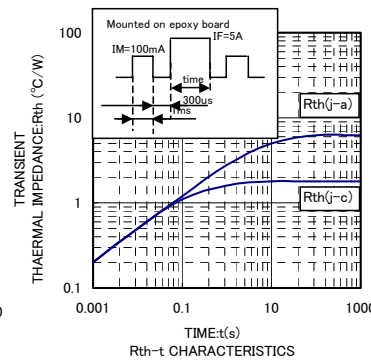 Mounted on epoxy board
IM=100mA
IF=5A
time
300us
1ms
Rth(j-a)
Rth(j-c)
TRANSIENT
THAERMAL IMPEDANCE:Rth (℃/W)
100
10
1
0.1
0
0.001
0.1
10
1000
TIME:t(s)
Rth-t CHARACTERISTICS